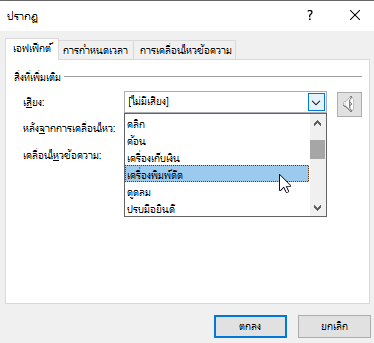 ปรากฏ
เอฟเฟ็กต์ การกำหนดเวลา การเคลื่อนไหวข้อความ
สิ่งที่เพิ่มเติม
เสียง: [ไม่มีเสียง]
หลังจากการเคลื่อนไหว:
เคลื่อนไหวข้อความ:
คลิก
ค้อน
เครื่องเก็บเงิน
เครื่องพิมพ์ดีด
ดูดลม
ปรบมือยินดี
ตกลง ยกเลิก